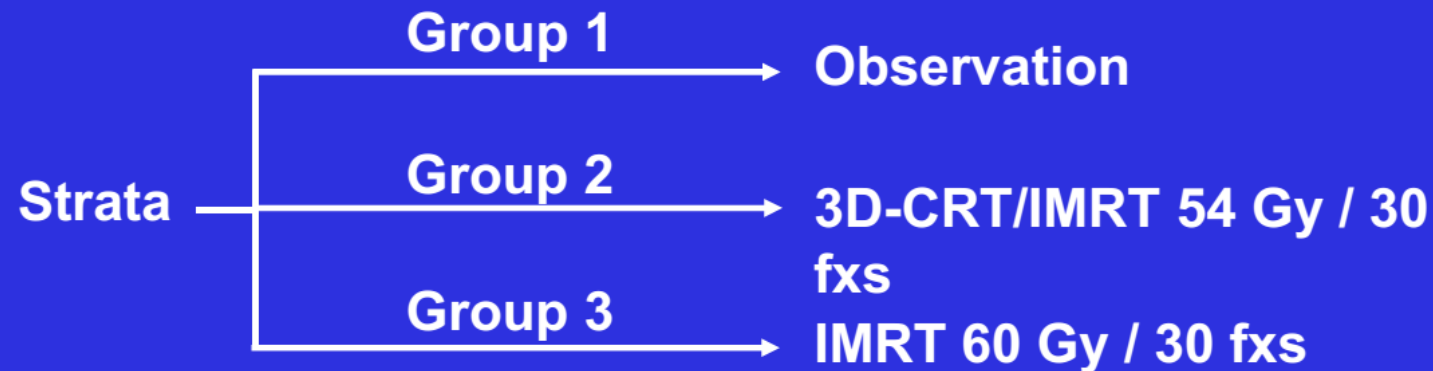 Group 1
Observation
Strata
Group 2
3D-CRT/IMRT 54 Gy / 30
fxs
Group 3
IMRT 60 Gy / 30 fxs